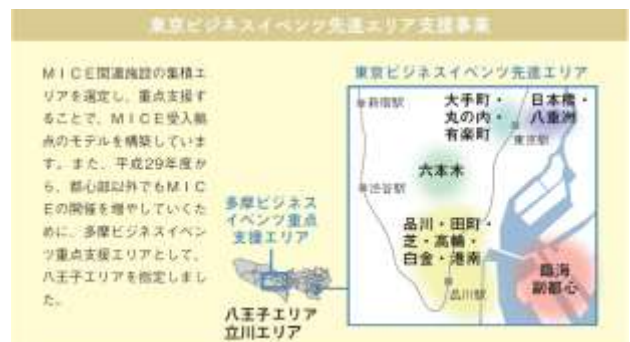 東京ビジネスイベンツ先進エリア支援事業
MICE関連施設の集積エ
リアを選定し、重点支援す
ることで、MICE受入拠
点のモデルを構築していま
す。また、平成29年度か
ら、都心部以外でもMIC
Eの開催を増やしていくた
めに、多摩ビジネスイベン
ツ重点支援エリアとして、
八王子エリアを指定しまし
た。
多摩ビジネス
イベンツ重点
支援エリア
八王子エリア
立川エリア
東京ビジネスイベンツ先進エリア
新宿駅
大手町・
丸の内・
有楽町
日本橋・
八重洲
東京駅
六本木
渋谷駅
品川・田町・
芝・高輪・
白金・港南
品川駅
臨海
副都心